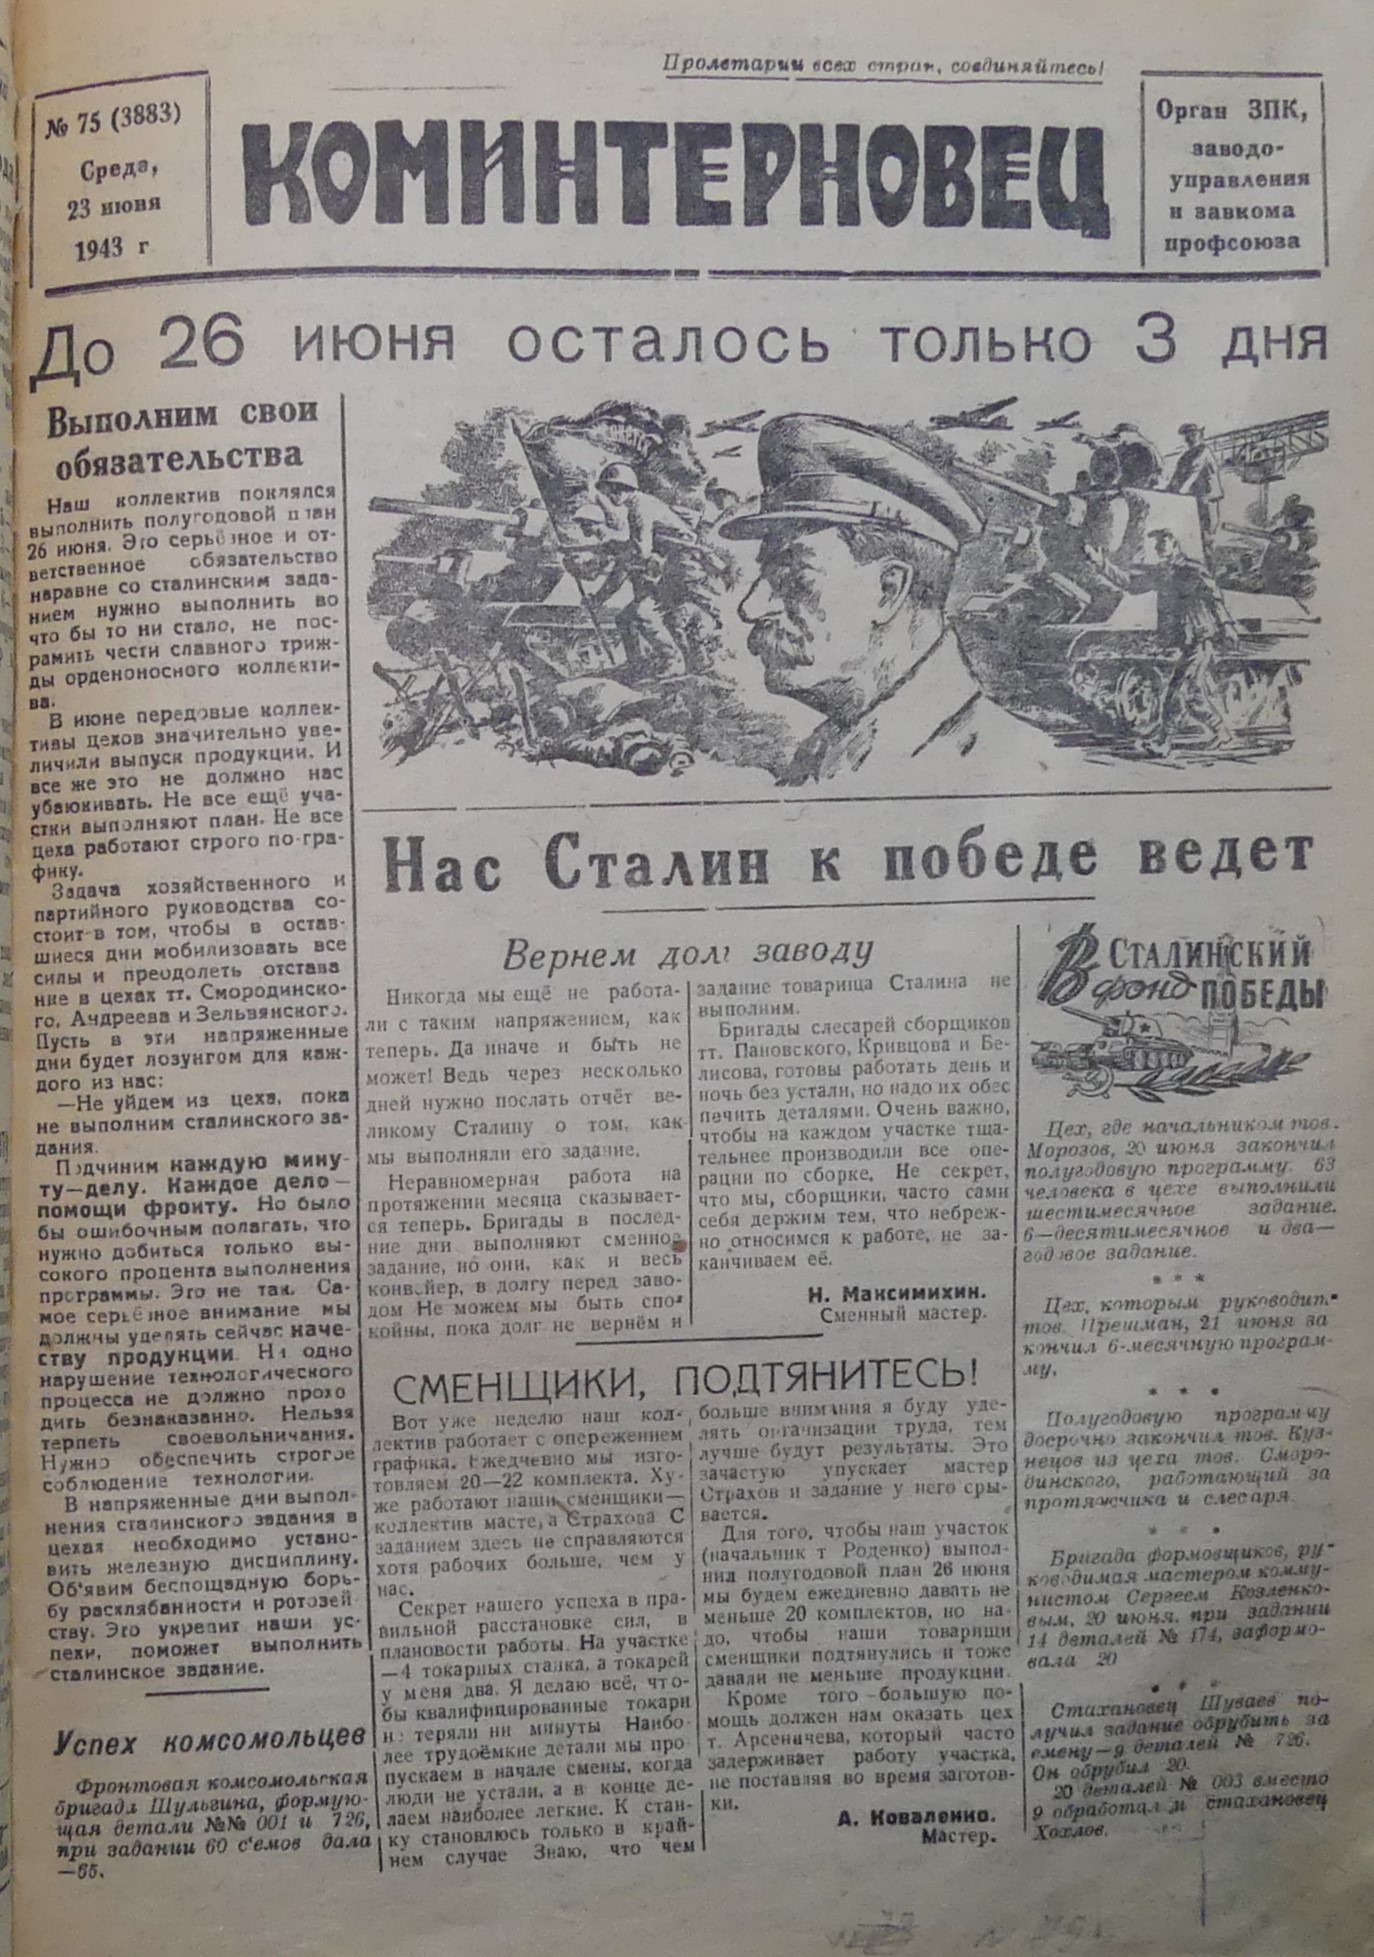 Пролетарии всех стран, соединяйтесь!
№ 75 (3883)
Среда,
23 июня
1943 г
КОМИНТЕРНОВЕЦ
Орган ЗПК,
заводо-
управления
и завкома
профсоюза
До 26 июня осталось только 3 дня
Выполним свои
обязательства
Наш коллектив поклялся
выполнить полугодовой план
26 июня. Это серьёзное и от-
ветственное обязательство
наравне со сталинским зада-
нием нужно выполнить во
что бы то ни стало, не пос-
рамить чести славного триж-
ды орденоносного коллекти-
ва.
В июне передовые коллек-
тивы цехов значительно уве-
личили выпуск продукции. И
все же это не должно нас
убаюкивать. Не все ещё уча-
стки выполняют план. Не все
цеха работают строго по-гра-
фику.
Задача хозяйственного и
партийного руководства со-
стоит в том, чтобы в остав-
шиеся дни мобилизовать все
силы и преодолеть отстава
ние в цехах тт. Смородинско-
го, Андреева и Зельвянского.
Пусть в эти напряженные
дни будет лозунгом для каж-
дого из нас:
—Не уйдем из цеха, пока
не выполним сталинского за-
дания.
Подчиним каждую мину-
ту—делу. Каждое дело—
помощи фронту. Но было
бы ошибочным полагать, что
нужно добиться только вы-
сокого процента выполнения
программы. Это не так. Са-
мое серьёзное внимание мы
должны уделять сейчас каче-
ству продукции. Ни одно
нарушение технологического
процесса не должно прохо
дить безнаказанно. Нельзя
терпеть своевольничания.
Нужно обеспечить строгое
соблюдение технологии.
В напряженные дни выпол-
нения сталинского задания в
цехах необходимо устано-
вить железную дисциплину.
Об'явим беспощадную борь-
бу расхлябанности и ротозей
ству. Это укрепит наши ус-
пехи, поможет выполнить
сталинское задание.
Успех комсомольцев
Фронтовая комсомольская
бригада Шульгина, формую-
щая детали №№ 001 и 726,
при задании 60 с'емов дала
—65.
Нас Сталин к победе ведет
Вернем долг заводу
Никогда мы ещё не работа-
ли с таким напряжением, как
теперь. Да иначе и быть не
может! Ведь через несколько
дней нужно послать отчёт ве-
ликому Сталину о том, как
мы выполняли его задание.
Неравномерная работа на
протяжении месяца сказывает-
ся теперь. Бригады в послед-
ние дни выполняют сменное
задание, но они, как и весь
конвейер, в долгу перед заво-
дом Не можем мы быть спо-
койны, пока долг не вернём и
задание товарища Сталина не
выполним.
Бригады слесарей сборщиков
тт. Пановского, Кривцова и Бе-
лисова, готовы работать день и
ночь без устали, но надо их обес
печить деталями. Очень важно,
чтобы на каждом участке тща-
тельнее производили все опе-
рации по сборке. Не секрет,
что мы, сборщики, часто сами
себя держим тем, что небреж-
но относимся к работе, не за-
канчиваем её.
Н. Максимихин.
Сменный мастер.
СМЕНЩИКИ, ПОДТЯНИТЕСЬ!
Вот уже неделю наш кол-
лектив работает с опережением
графика. Ежедневно мы изго-
товляем 20—22 комплекта. Ху-
же работают наши сменщики—
коллектив мастера Страхова С
заданием здесь не справляются
хотя рабочих больше, чем у
нас.
Секрет нашего успеха в пра-
вильной расстановке сил, в
плановости работы. На участке
—4 токарных станка, а токарей
у меня два. Я делаю всё, что-
бы квалифицированные токари
не теряли ни минуты Наибо-
лее трудоёмкие детали мы про-
пускаем в начале смены, когда
люди не устали, а в конце де-
лаем наиболее легкие. К стан-
ку становлюсь только в край-
нем случае Знаю, что чем
больше внимания я буду уде-
лять организации труда, тем
лучше будут результаты. Это
зачастую упускает мастер
Страхов и задание у него сры-
вается.
Для того, чтобы наш участок
(начальник т Роденко) выпол-
нил полугодовой план 26 июня
мы будем ежедневно давать не
меньше 20 комплектов, но на-
до, чтобы наши товарищи
сменщики подтянулись и тоже
давали не меньше продукции.
Кроме того -большую по-
мощь должен нам оказать цех
т. Арсеничева, который часто
задерживает работу участка,
не поставляя во время заготов-
ки.
А. Коваленко.
Мастер.
В СТАЛИНСКИЙ
фонд ПОБЕДЫ
Цех, где начальником тов.
Морозов, 20 июня закончил
полугодовую программу. 63
человека в цехе выполнили
шестимесячное задание.
6—десятимесячное и два—
годовое задание.
* * *
Цех, которым руководит
тов. Прешман, 21 июня за
кончил 6-месячную програм-
му.
* * *
Полугодовую программу
досрочно закончил тов. Куз-
нецов из цеха тов. Сморо-
динского, работающий за
протяжчика и слесаря.
* * *
Бригада формовщиков, ру-
ководимая мастером комму-
нистом Сергеем Козленко-
вым, 20 июня, при задании
14 деталей № 174, заформо-
вала 20
* * *
Стахановец Шуваев по-
лучил задание обрубить за
смену—9 деталей № 726.
Он обрубил 20.
20 деталей № 003 вместо
9 обработал и стахановец
Хохлов.